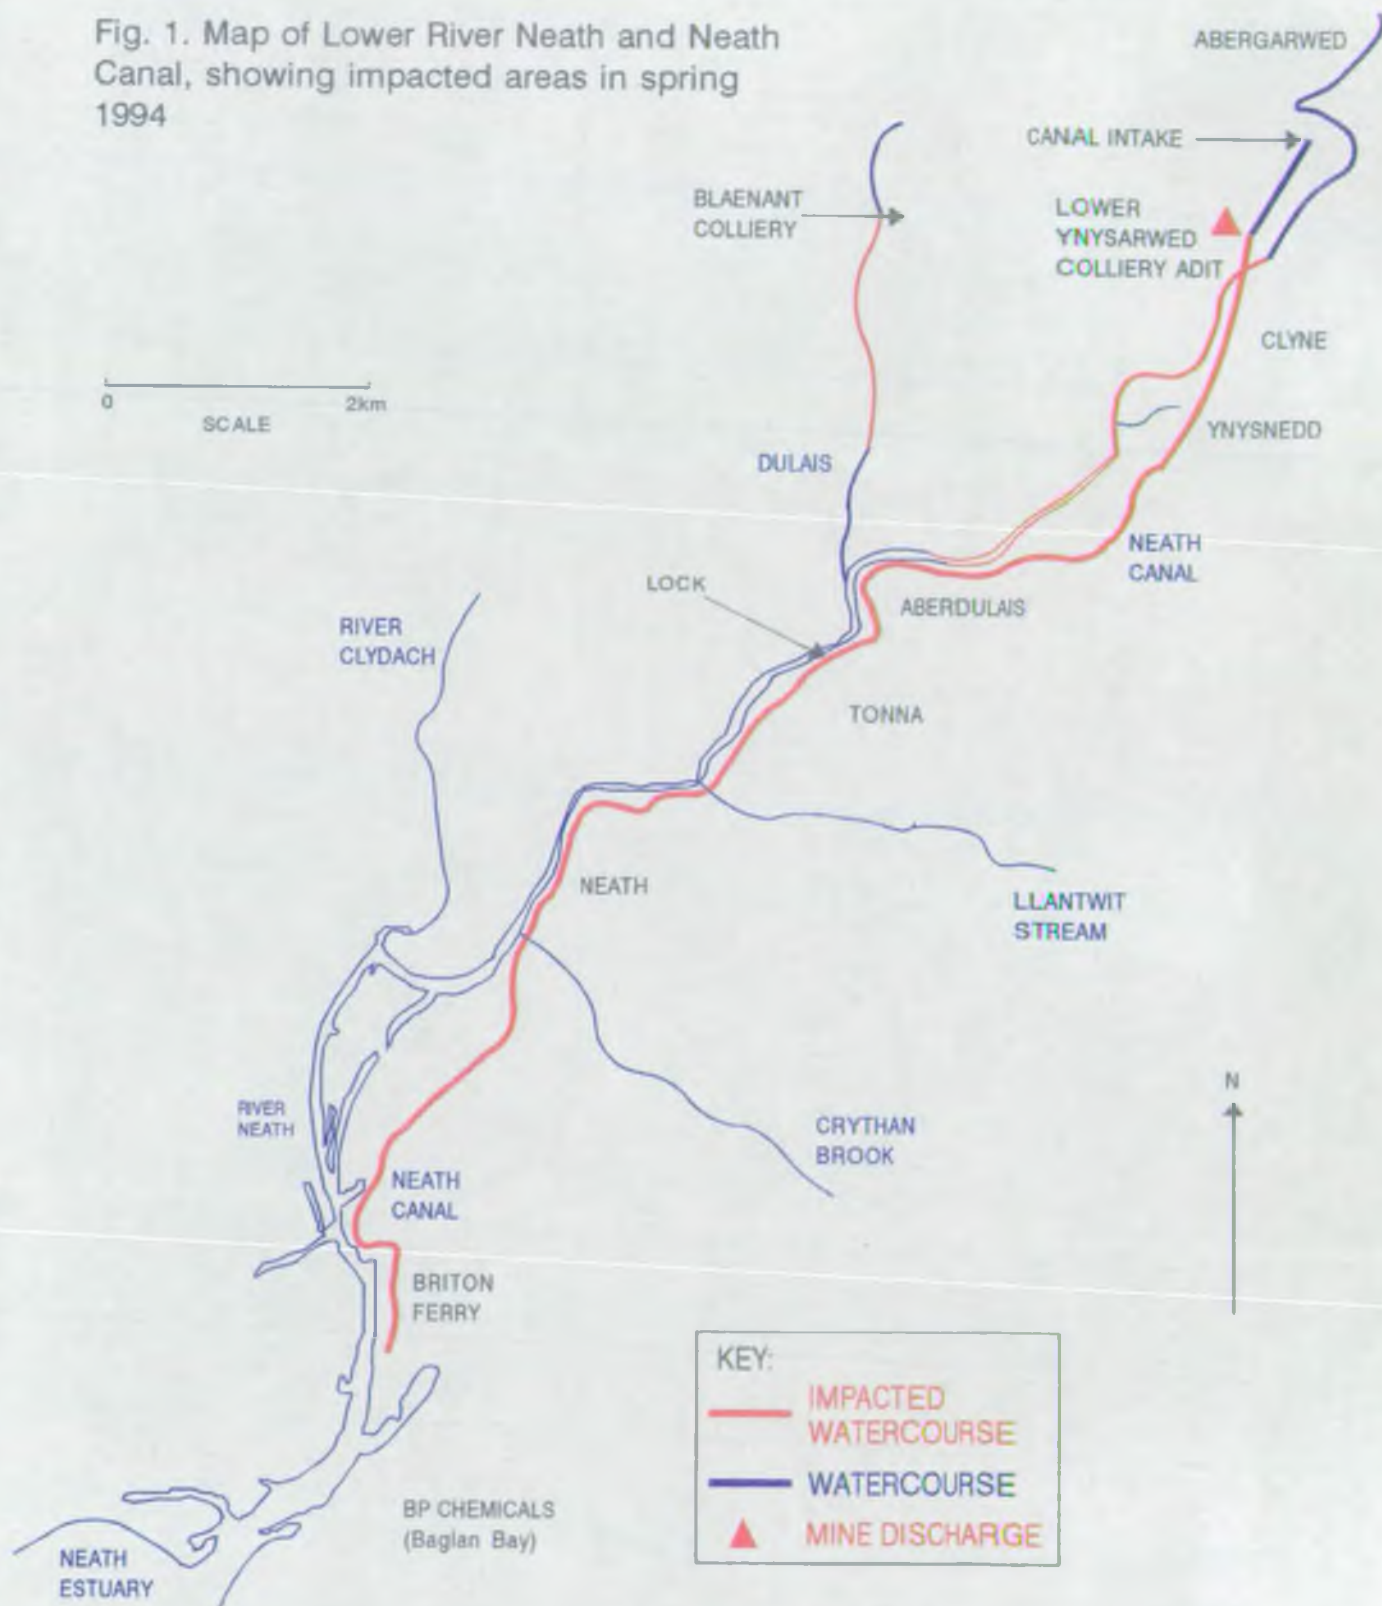 Fig. 1. Map of Lower River Neath and Neath
Canal, showing impacted areas in spring
1994
ABERGARWED
CANAL INTAKE
BLAENANT
COLLIERY
LOWER
YNYSARWED
COLLIERY ADIT
CLYNE
0
2km
SCALE
YNYSNEDD
DULAIS
NEATH
CANAL
LOCK
ABERDULAIS
RIVER
CLYDACH
TONNA
NEATH
LLANTWIT
STREAM
N
RIVER
NEATH
CRYTHAN
BROOK
NEATH
CANAL
BRITON
FERRY
KEY:
IMPACTED
WATERCOURSE
WATERCOURSE
MINE DISCHARGE
BP CHEMICALS
(Baglan Bay)
NEATH
ESTUARY